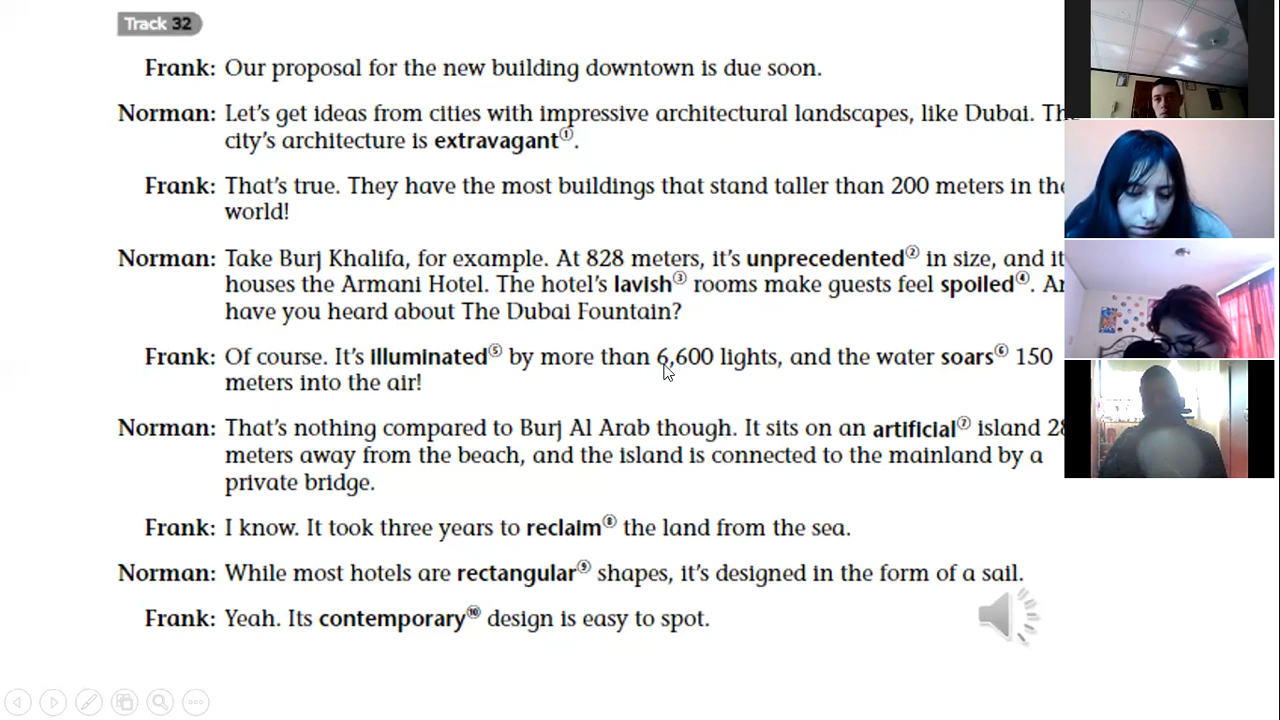 Track 32
Frank: Our proposal for the new building downtown is due soon.
Norman: Let's get ideas from cities with impressive architectural landscapes, like Dubai.
city's architecture is extravagant①.
Frank: That's true. They have the most buildings that stand taller than 200 meters in the
world!
Norman: Take Burj Khalifa, for example. At 828 meters, it's unprecedented② in size, and it
houses the Armani Hotel. The hotel's lavish③ rooms make guests feel spoiled④.
have you heard about The Dubai Fountain?
Frank: Of course. It's illuminated⑤ by more than 6,600 lights, and the water soars⑥ 150
meters into the air!
Norman: That's nothing compared to Burj Al Arab though. It sits on an artificial⑦ island
meters away from the beach, and the island is connected to the mainland by a
private bridge.
Frank: I know. It took three years to reclaim⑧ the land from the sea.
Norman: While most hotels are rectangular⑨ shapes, it's designed in the form of a sail.
Frank: Yeah. Its contemporary⑩ design is easy to spot.